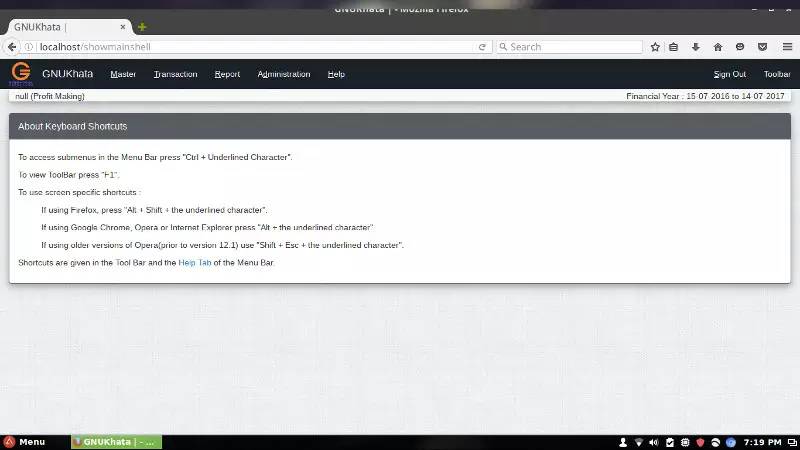 GNUKhata | - Mozilla Firefox
GNUKhata |
localhost/showmainshell
Search
GNUKhata Master Transaction Report Administration Help Sign Out Toolbar
null (Profit Making) Financial Year : 15-07-2016 to 14-07-2017
About Keyboard Shortcuts
To access submenus in the Menu Bar press "Ctrl + Underlined Character".
To view ToolBar press "F1".
To use screen specific shortcuts :
If using Firefox, press "Alt + Shift + the underlined character".
If using Google Chrome, Opera or Internet Explorer press "Alt + the underlined character"
If using older versions of Opera(prior to version 12.1) use "Shift + Esc + the underlined character".
Shortcuts are given in the Tool Bar and the Help Tab of the Menu Bar.
Menu GNUKhata | - ... 7:19 PM